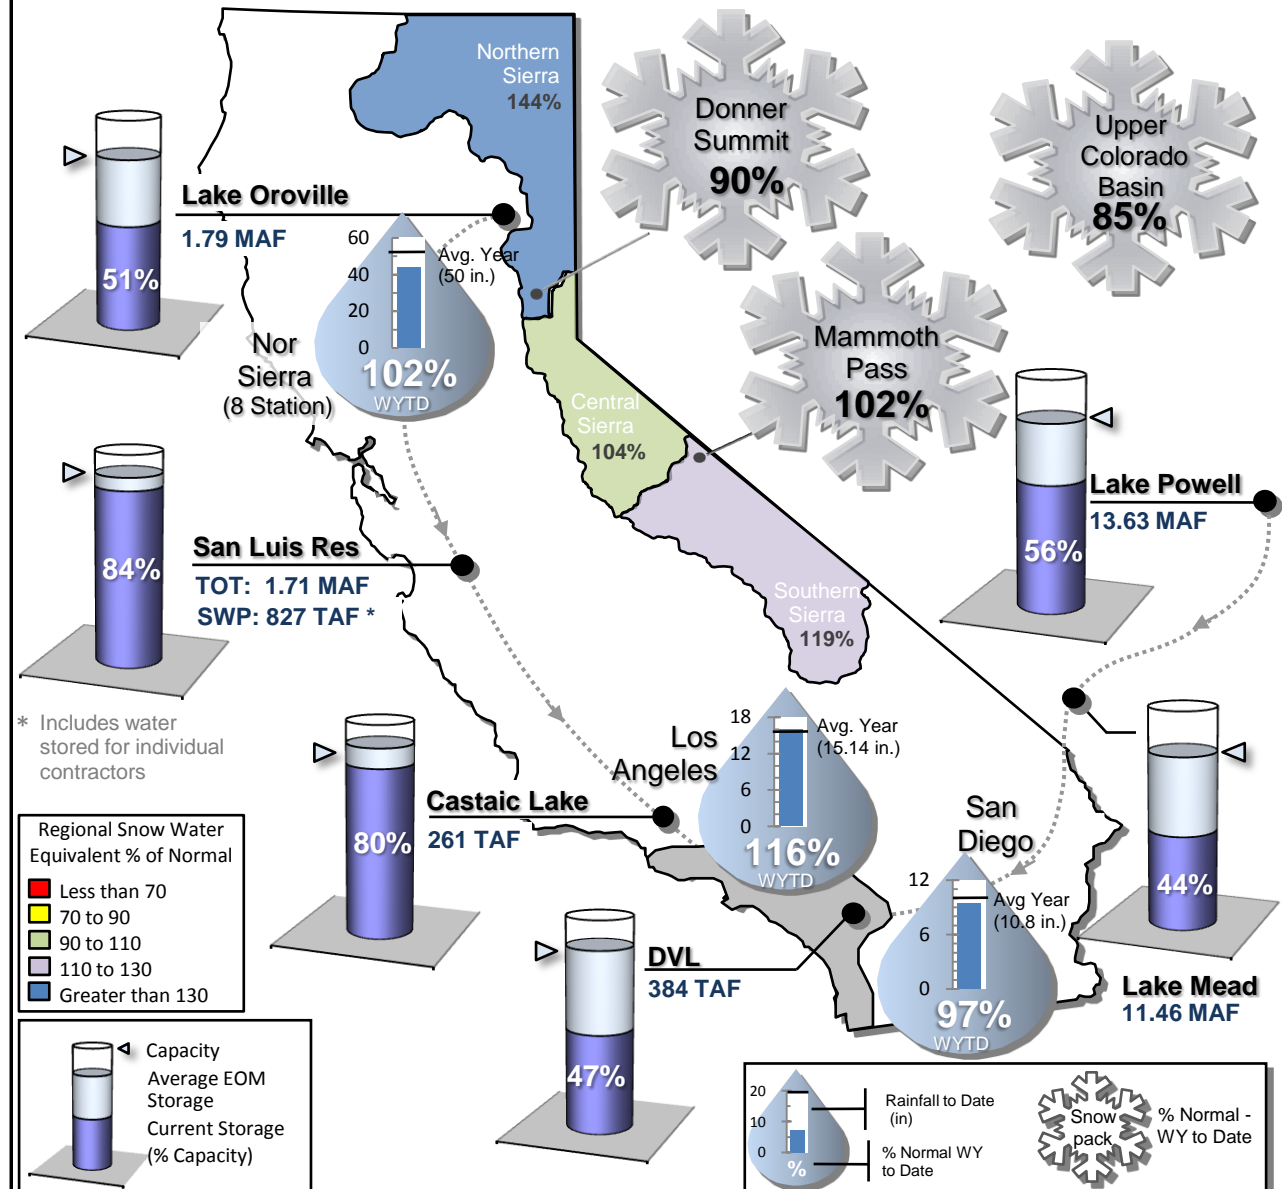 Northern
Sierra
144%
Donner
Summit
90%
Upper
Colorado
Basin
85%
Lake Oroville
1.79 MAF
51%
60
40
20
0
Avg. Year
(50 in.)
102%
WYTD
Nor
Sierra
(8 Station)
Mammoth
Pass
102%
Central
Sierra
104%
Lake Powell
13.63 MAF
56%
San Luis Res
TOT: 1.71 MAF
SWP: 827 TAF *
84%
Southern
Sierra
119%
* Includes water
stored for individual
contractors
Los
Angeles
18
12
6
0
Avg. Year
(15.14 in.)
116%
WYTD
Castaic Lake
261 TAF
80%
San
Diego
12
6
0
Avg Year
(10.8 in.)
97%
WYTD
44%
Lake Mead
11.46 MAF
DVL
384 TAF
47%
Regional Snow Water
Equivalent % of Normal
Less than 70
70 to 90
90 to 110
110 to 130
Greater than 130
Capacity
Average EOM
Storage
Current Storage
(% Capacity)
20
10
0
%
Rainfall to Date
(in)
% Normal WY
to Date
Snow
pack
% Normal -
WY to Date